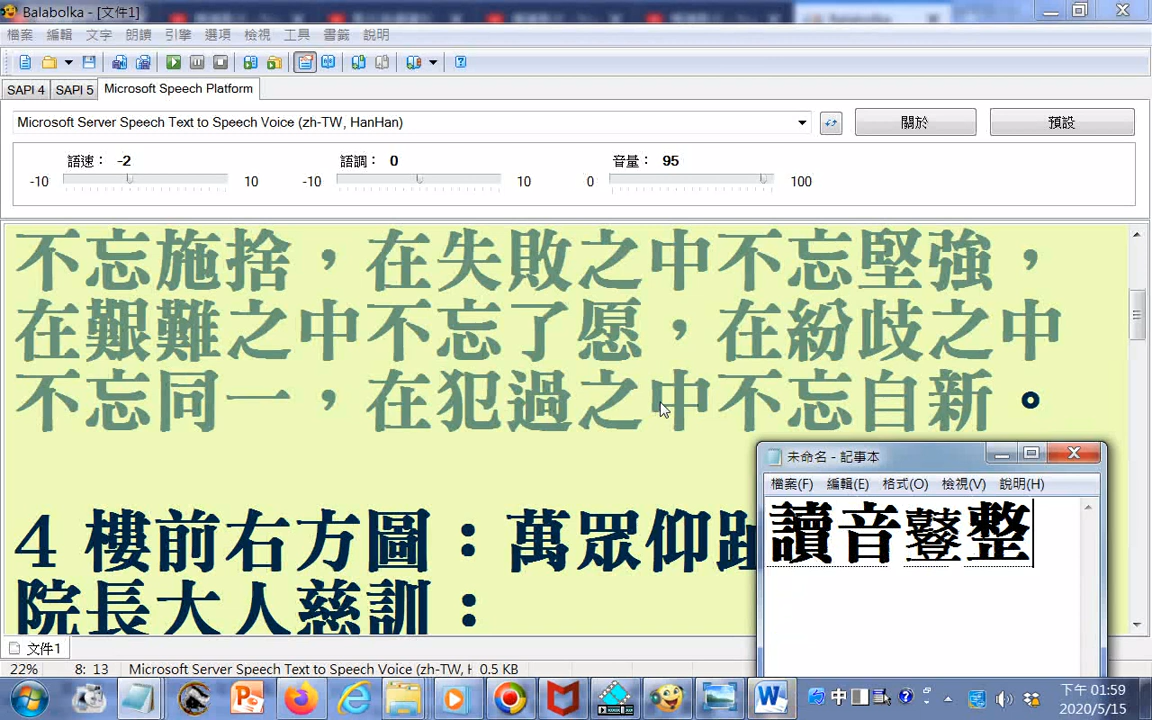 Balabolka - [文件1]
檔案 編輯 文字 朗讀 引擎 選項 檢視 工具 書籤 說明
SAPI 4 SAPI 5 Microsoft Speech Platform
Microsoft Server Speech Text to Speech Voice (zh-TW, HanHan) 關於 預設
語速： -2 語調： 0 音量： 95
-10 10 -10 10 0 100
不忘施捨，在失敗之中不忘堅強，
在艱難之中不忘了愿，在紛歧之中
不忘同一，在犯過之中不忘自新。
4 樓前右方圖：萬眾仰
院長大人慈訓：
未命名 - 記事本
檔案(F) 編輯(E) 格式(O) 檢視(V) 說明(H)
讀音 整
文件1
22% 8: 13 Microsoft Server Speech Text to Speech Voice (zh-TW, H 0.5 KB
中
下午 01:59
2020/5/15